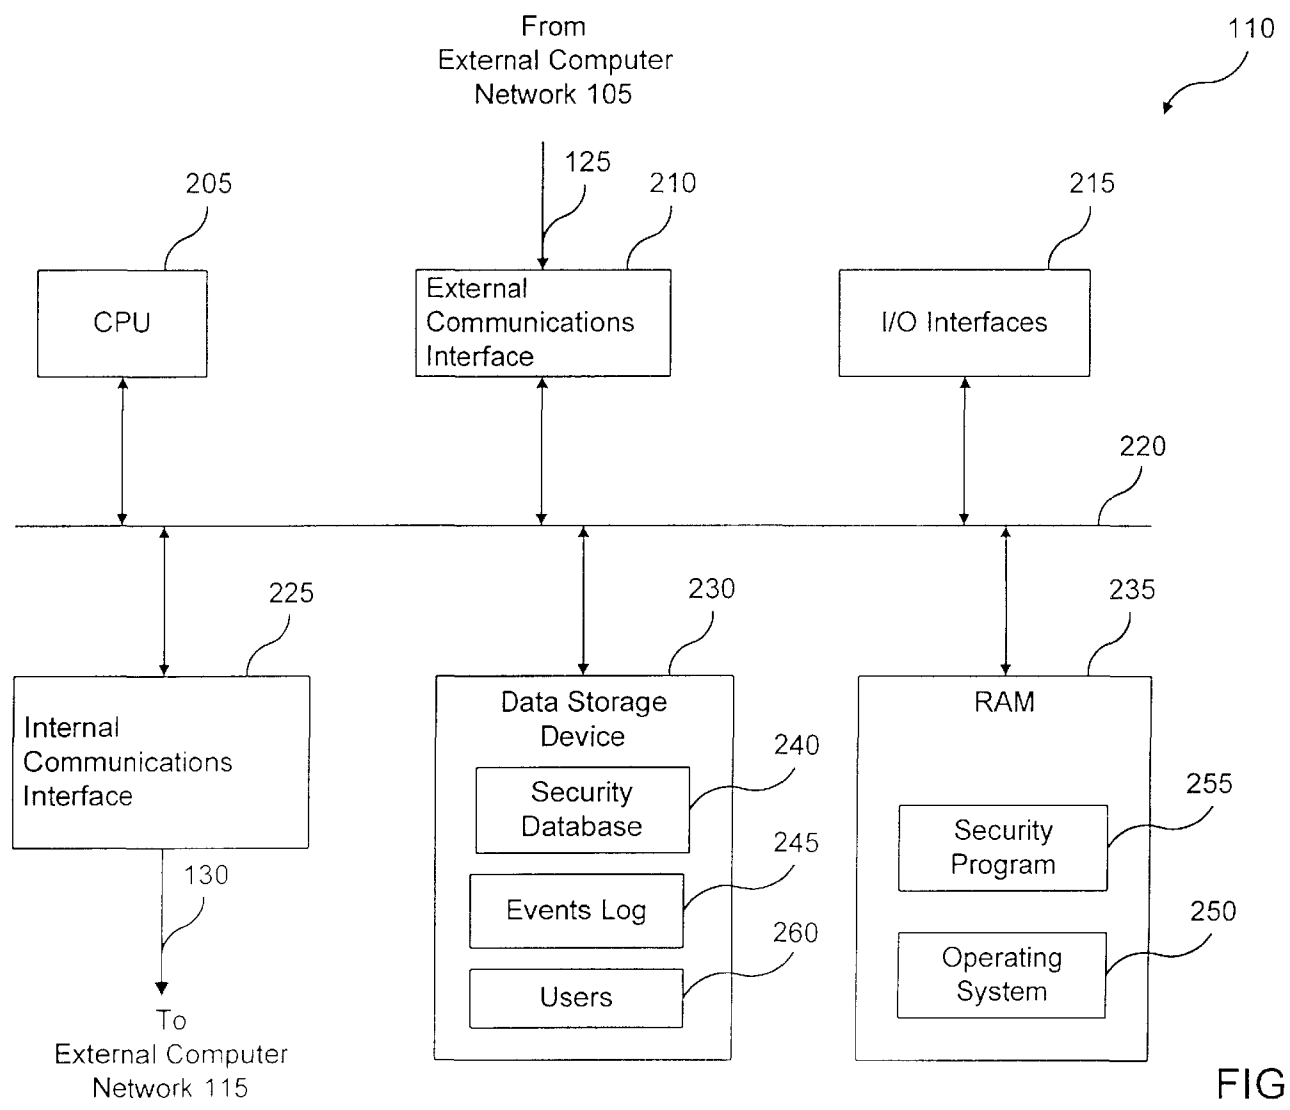 From
External Computer
Network 105
110
125
205
210
215
CPU
External
Communications
Interface
I/O Interfaces
220
225
230
235
Internal
Communications
Interface
Data Storage
Device
RAM
240
Security
Database
255
Security
Program
245
Events Log
130
260
Users
250
Operating
System
To
External Computer
Network 115
FIG